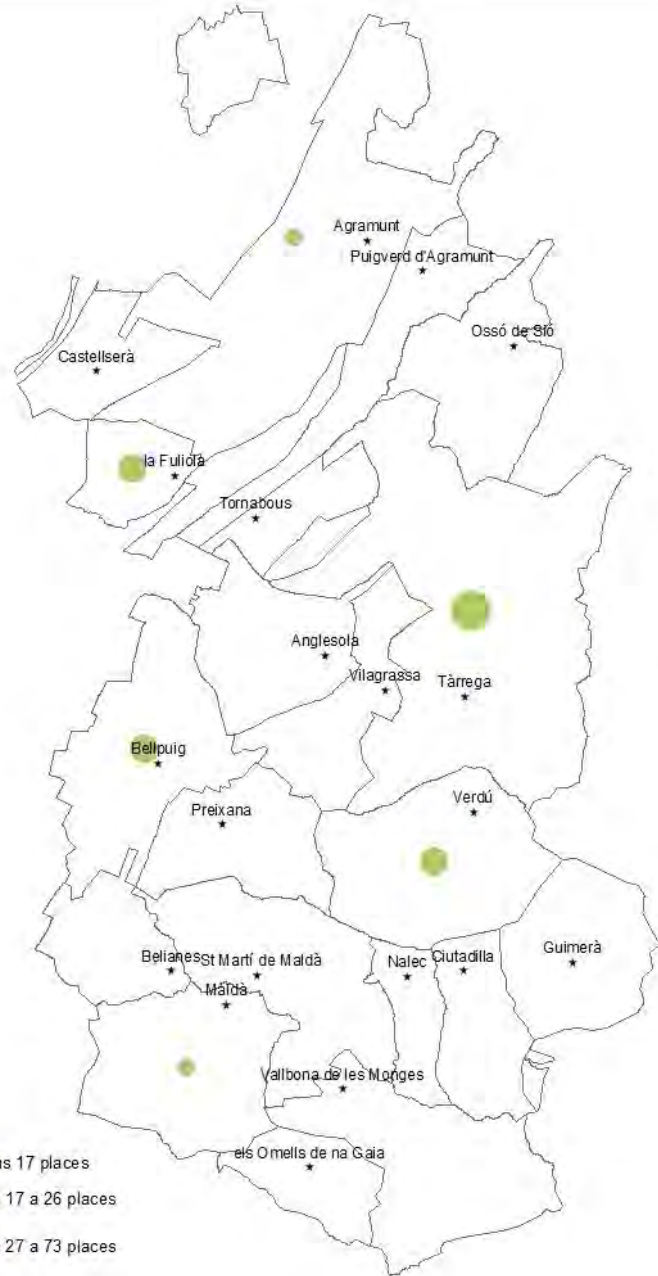 Agramunt
Puigverd d'Agramunt
Ossó de Sió
Castellserà
la Fuliola
Tornabous
Anglesola
Vilagrassa
Tàrrega
Bellpuig
Verdú
Preixana
Belianes
St Martí de Maldà
Nalec
Ciutadilla
Guimerà
Maldà
Vallbona de les Monges
els Omells de na Gaia
17 places
17 a 26 places
27 a 73 places